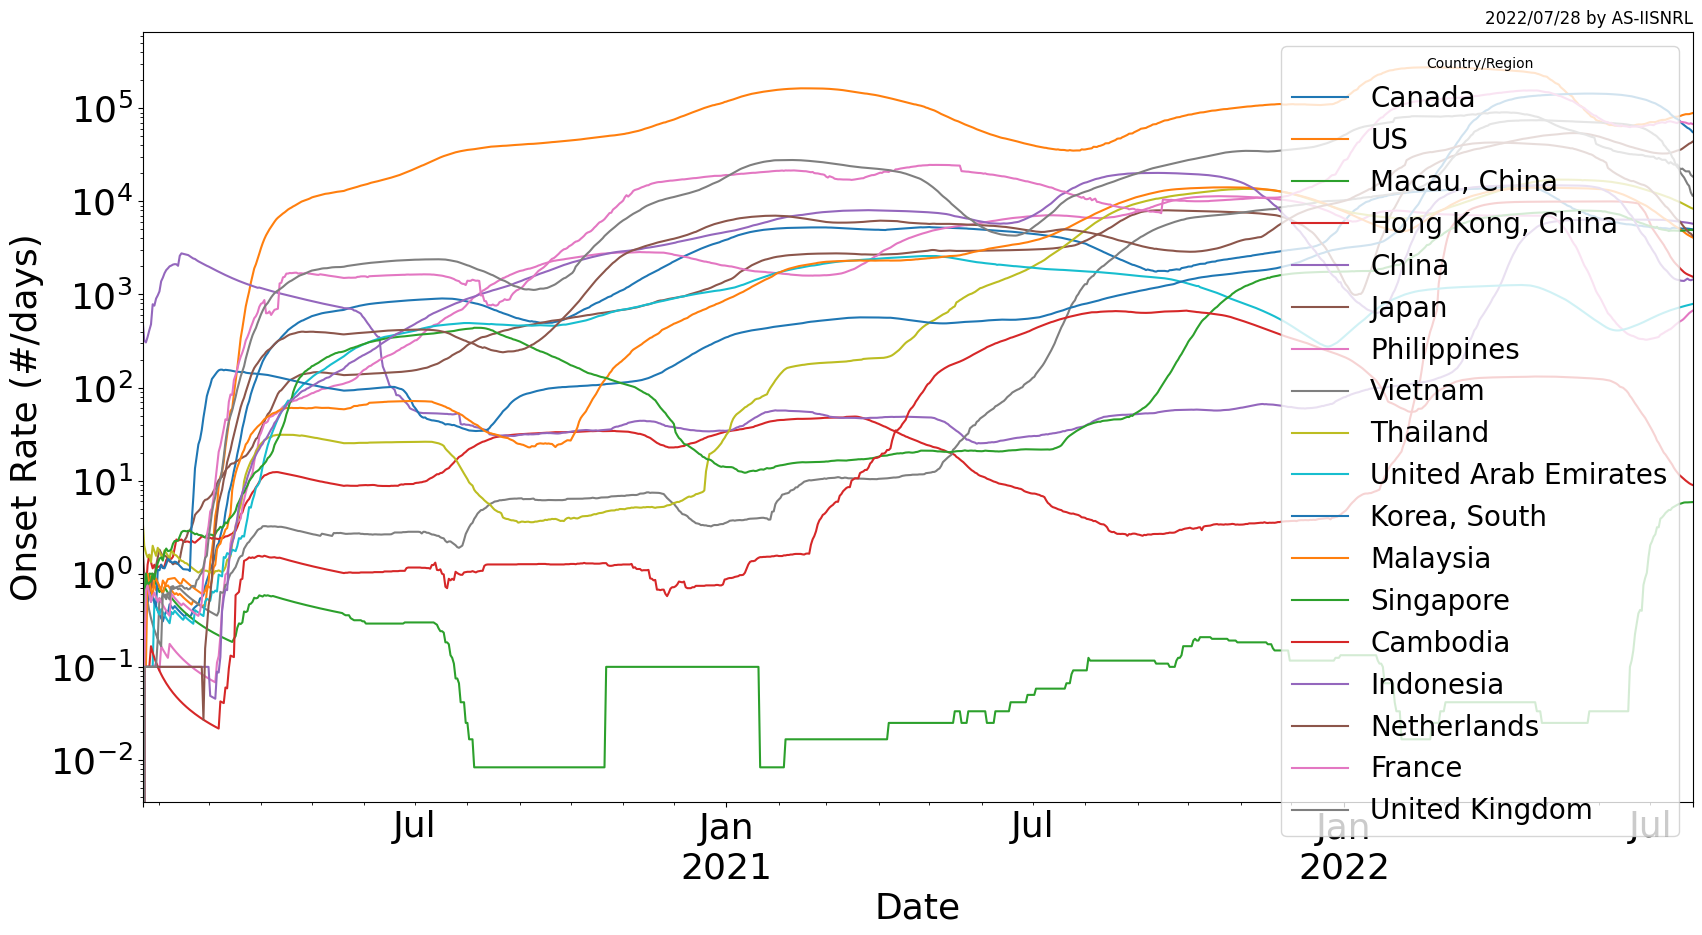 2022/07/28 by AS-IISNRL
Onset Rate (#/days)
10^5
10^4
10^3
10^2
10^1
10^0
10^−1
10^−2
Country/Region
Canada
US
Macau, China
Hong Kong, China
China
Japan
Philippines
Vietnam
Thailand
United Arab Emirates
Korea, South
Malaysia
Singapore
Cambodia
Indonesia
Netherlands
France
United Kingdom
Jul Jan Jul Jan Jul
2021 2022
Date